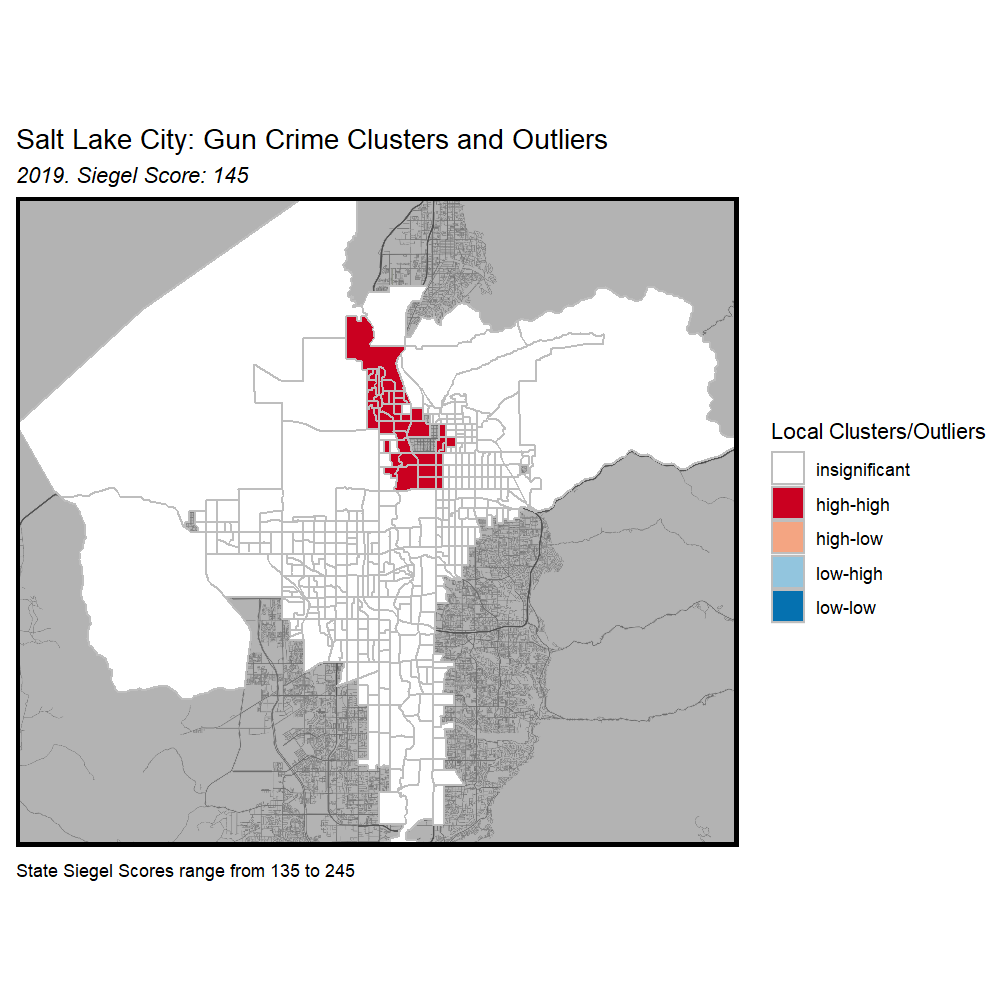 Salt Lake City: Gun Crime Clusters and Outliers
2019. Siegel Score: 145
Local Clusters/Outliers
insignificant
high-high
high-low
low-high
low-low
State Siegel Scores range from 135 to 245